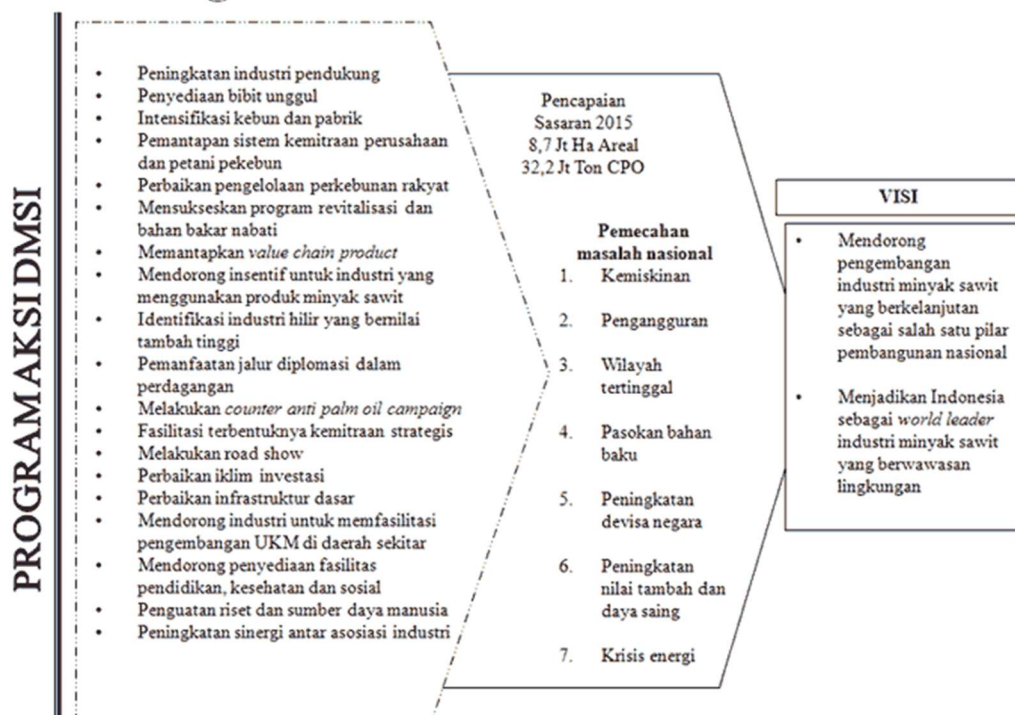 PROGRAM AKSI DMSI
• Peningkatan industri pendukung
• Penyediaan bibit unggul
• Intensifikasi kebun dan pabrik
• Pemantapan sistem kemitraan perusahaan
dan petani pekebun
• Perbaikan pengelolaan perkebunan rakyat
• Mensukseskan program revitalisasi dan
bahan bakar nabati
• Memantapkan value chain product
• Mendorong insentif untuk industri yang
menggunakan produk minyak sawit
• Identifikasi industri hilir yang bernilai
tambah tinggi
• Pemanfaatan jalur diplomasi dalam
perdagangan
• Melakukan counter anti palm oil campaign
• Fasilitasi terbentuknya kemitraan strategis
• Melakukan road show
• Perbaikan iklim investasi
• Perbaikan infrastruktur dasar
• Mendorong industri untuk memfasilitasi
pengembangan UKM di daerah sekitar
• Mendorong penyediaan fasilitas
pendidikan, kesehatan dan sosial
• Penguatan riset dan sumber daya manusia
• Peningkatan sinergi antar asosiasi industri
Pencapaian
Sasaran 2015
8,7 Jt Ha Areal
32,2 Jt Ton CPO
Pemecahan
masalah nasional
1. Kemiskinan
2. Pengangguran
3. Wilayah
tertinggal
4. Pasokan bahan
baku
5. Peningkatan
devisa negara
6. Peningkatan
nilai tambah dan
daya saing
7. Krisis energi
VISI
• Mendorong
pengembangan
industri minyak sawit
yang berkelanjutan
sebagai salah satu pilar
pembangunan nasional
• Menjadikan Indonesia
sebagai world leader
industri minyak sawit
yang berwawasan
lingkungan